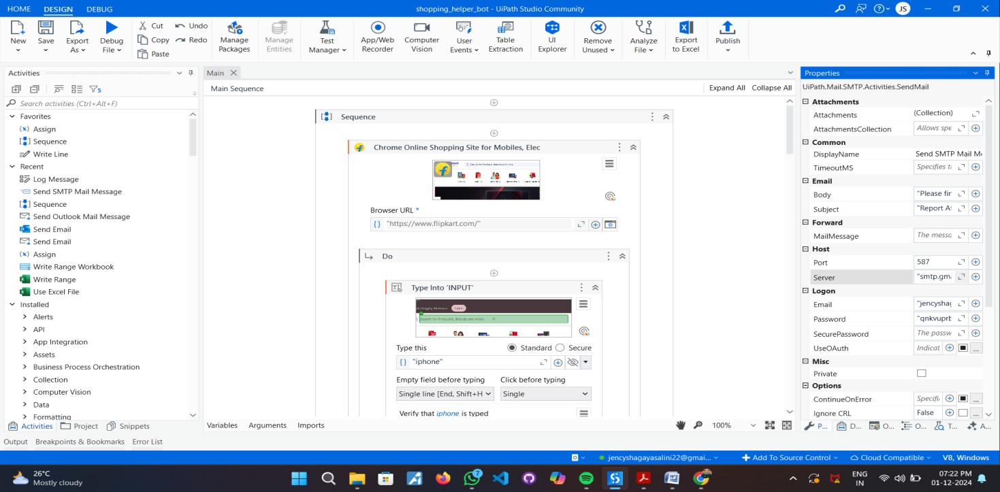 HOME DESIGN DEBUG shopping_helper_bot - UiPath Studio Community JS
New Save Export As Debug File Cut Copy Paste Undo Redo Manage Packages Manage Entities Test Manager App/Web Recorder Computer Vision User Events Table Extraction UI Explorer Remove Unused Analyze File Export to Excel Publish
Activities
5
Search activities (Ctrl+Alt+F)
Favorites
Assign
Sequence
Write Line
Recent
Log Message
Send SMTP Mail Message
Sequence
Send Outlook Mail Message
Send Email
Send Email
Assign
Write Range Workbook
Write Range
Use Excel File
Installed
Alerts
API
App Integration
Assets
Business Process Orchestration
Collection
Computer Vision
Data
Formatting
Activities Project Snippets
Main
Main Sequence Expand All Collapse All
Sequence
Chrome Online Shopping Site for Mobiles, Elec
Search for Products, Brands and More
Browser URL *
"https://www.flipkart.com/"
Do
Type Into 'INPUT'
Search for Products, Brands and More
Type this Standard Secure
"iphone"
Empty field before typing Click before typing
Single line [End, Shift+H Single
Verify that iphone is typed
Variables Arguments Imports 100%
Properties
UiPath.Mail.SMTP.Activities.SendMail
Attachments
Attachments (Collection)
AttachmentsCollection Allows spe
Common
DisplayName Send SMTP Mail M
TimeoutMS Specifies t
Email
Body "Please fir
Subject "Report A
Forward
MailMessage The messa
Host
Port 587
Server "smtp.gma
Logon
Email "jencyshag
Password "qnkvuprb
SecurePassword The passw
UseOAuth Indicat ...
Misc
Private
Options
ContinueOnError Specifi ...
Ignore CRL False ...
P... D... O... O... T... A...
Output Breakpoints & Bookmarks Error List
jencyshagayasalini22@gmai... Add To Source Control Cloud Compatible VB, Windows
26°C
Mostly cloudy
7
ENG
IN
07:22 PM
01-12-2024